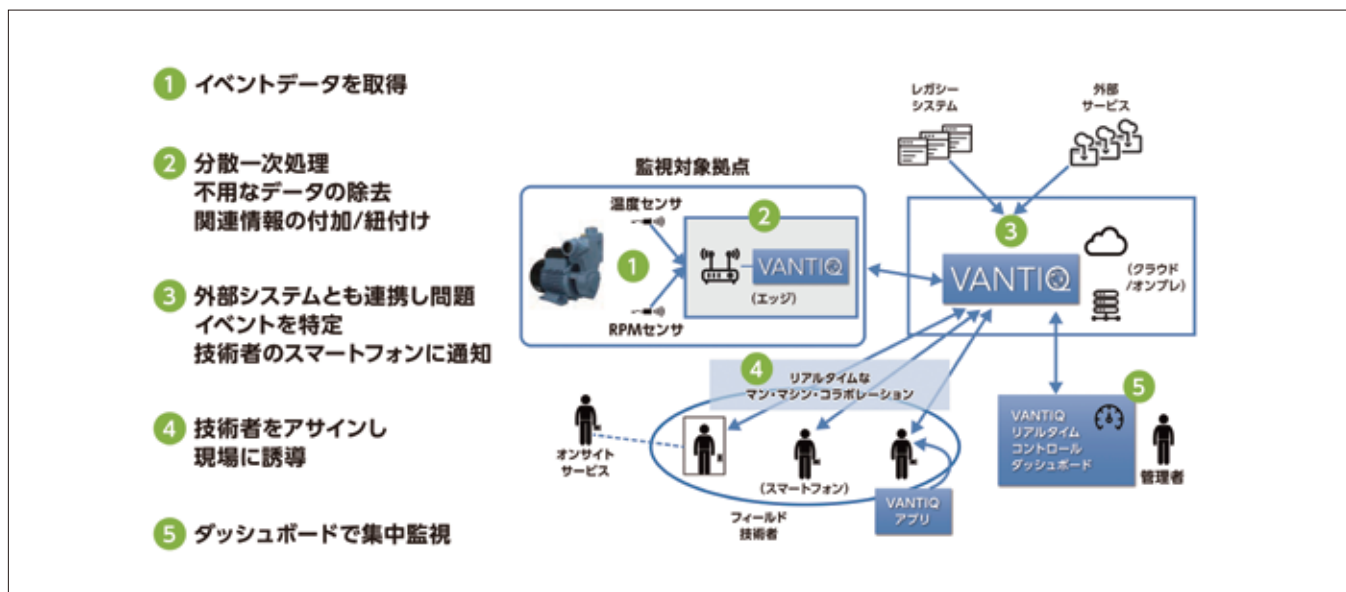 1 イベントデータを取得
2 分散一次処理
不用なデータの除去
関連情報の付加/紐付け
3 外部システムとも連携し問題
イベントを特定
技術者のスマートフォンに通知
4 技術者をアサインし
現場に誘導
5 ダッシュボードで集中監視
レガシー
システム
外部
サービス
監視対象拠点
温度センサ
1
RPMセンサ
2
VANTIQ
(エッジ)
3
VANTIQ
(クラウド
/オンプレ)
4
リアルタイムな
マン・マシン・コラボレーション
オンサイト
サービス
(スマートフォン)
フィールド
技術者
VANTIQ
アプリ
5
VANTIQ
リアルタイム
コントロール
ダッシュボード
管理者